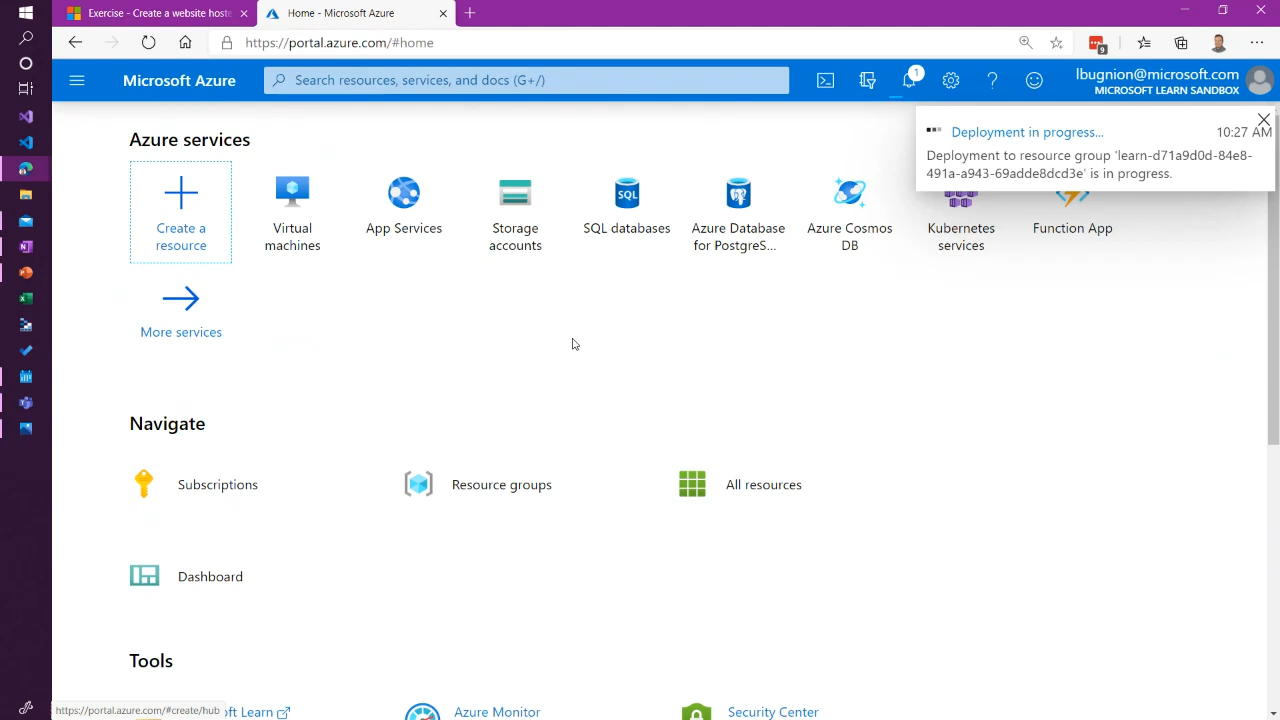 Exercise - Create a website hoste
Home - Microsoft Azure
https://portal.azure.com/#home
9
Microsoft Azure
Search resources, services, and docs (G+/)
1
lbugnion@microsoft.com
MICROSOFT LEARN SANDBOX
Azure services
Deployment in progress...
10:27 AM
Deployment to resource group 'learn-d71a9d0d-84e8-
491a-a943-69adde8dcd3e' is in progress.
Create a
resource
Virtual
machines
App Services
Storage
accounts
SQL
SQL databases
Azure Database
for PostgreS...
Azure Cosmos
DB
Kubernetes
services
Function App
More services
Navigate
Subscriptions
Resource groups
All resources
Dashboard
Tools
https://portal.azure.com/#create/hub
ft Learn
Azure Monitor
Security Center